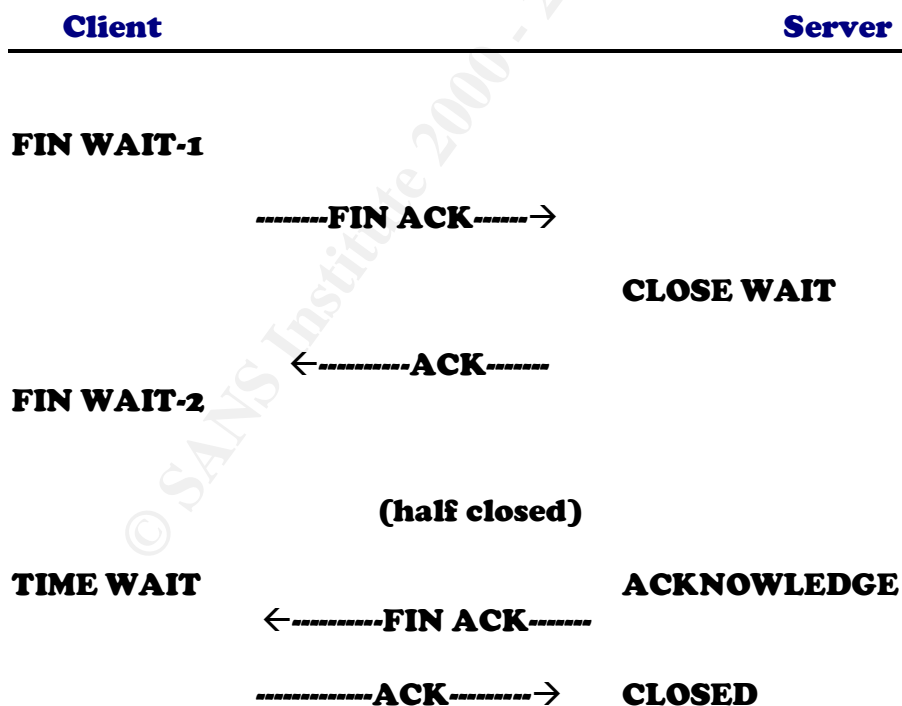 Client Server
FIN WAIT-1
--------FIN ACK------→
CLOSE WAIT
←----------ACK-------
FIN WAIT-2
(half closed)
TIME WAIT ACKNOWLEDGE
←----------FIN ACK-------
-------------ACK---------→ CLOSED
© SANS Institute 2000 - 2